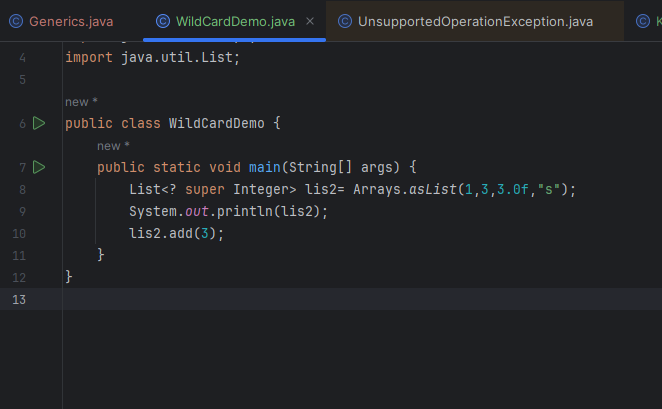 Generics.java WildCardDemo.java × UnsupportedOperationException.java
4 import java.util.List;
5
new *
6 public class WildCardDemo {
new *
7 public static void main(String[] args) {
8 List<? super Integer> lis2= Arrays.asList(1,3,3.0f,"s");
9 System.out.println(lis2);
10 lis2.add(3);
11 }
12 }
13